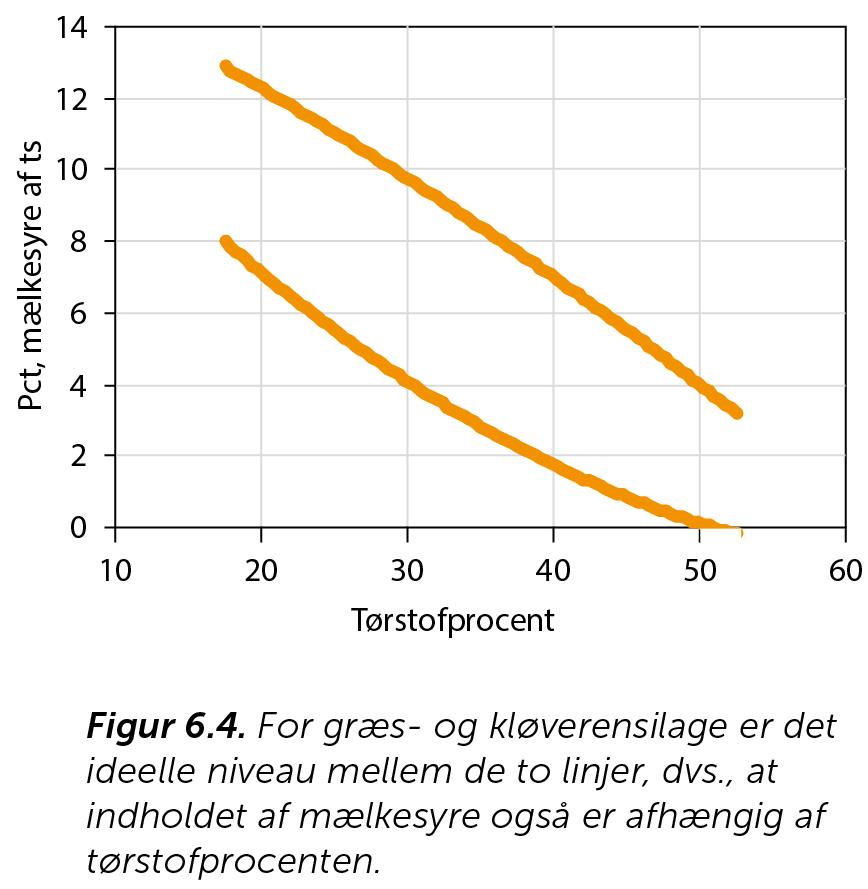 14
12
10
8
6
4
2
0
Pct, mælkesyre af ts
10 20 30 40 50 60
Tørstofprocent
Figur 6.4. For græs- og kløverensilage er det
ideelle niveau mellem de to linjer, dvs., at
indholdet af mælkesyre også er afhængig af
tørstofprocenten.